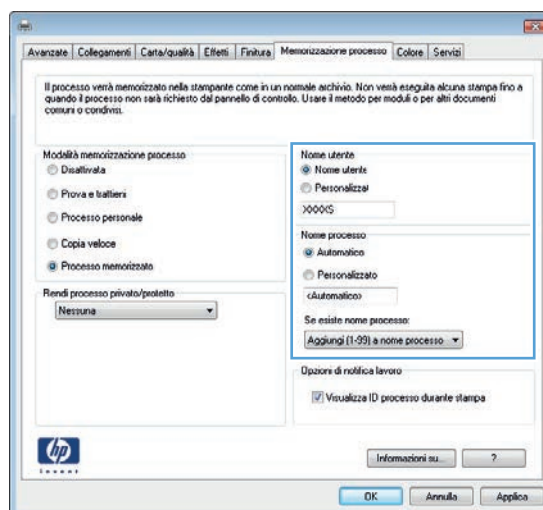 Avanzate Collegamenti Carta/qualità Effetti Finitura Memorizzazione processo Colore Servizi
Il processo verrà memorizzato nella stampante come in un normale archivio. Non verrà eseguita alcuna stampa fino a
quando il processo non sarà richiesto dal pannello di controllo. Usare il metodo per moduli o per altri documenti
comuni o condivisi.
Modalità memorizzazione processo
Disattivata
Prova e trattieni
Processo personale
Copia veloce
Processo memorizzato
Rendi processo privato/protetto
Nessuna
Nome utente
Nome utente
Personalizzat
XXXXS
Nome processo
Automatico
Personalizzato
<Automatico>
Se esiste nome processo:
Aggiungi (1-99) a nome processo
Opzioni di notifica lavoro
Visualizza ID processo durante stampa
hp
invent
Informazioni su... ?
OK Annulla Applica